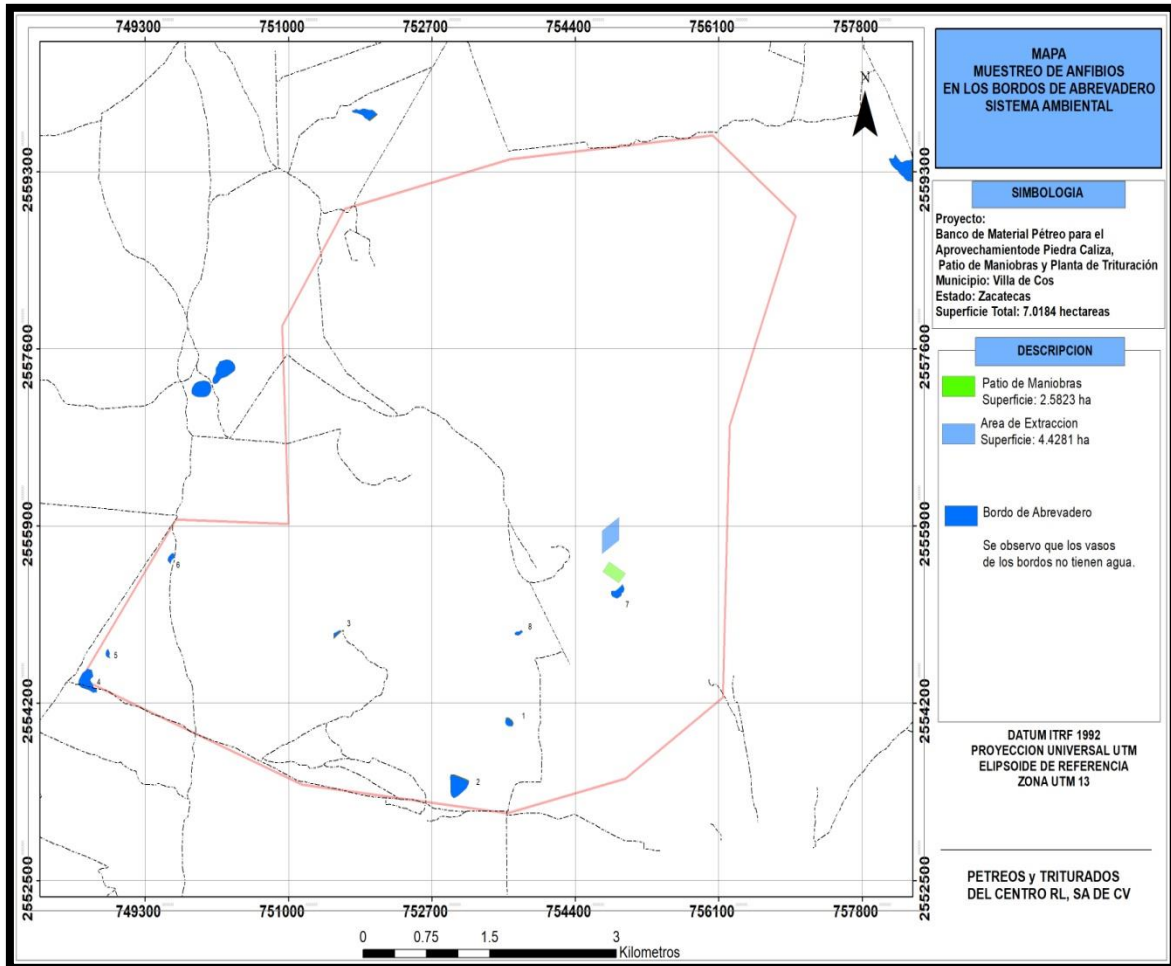 749300 751000 752700 754400 756100 757800
MAPA
MUESTREO DE ANFIBIOS
EN LOS BORDOS DE ABREVADERO
SISTEMA AMBIENTAL
N
2559300 2559300
SIMBOLOGIA
Proyecto:
Banco de Material Pétreo para el
Aprovechamientode Piedra Caliza,
Patio de Maniobras y Planta de Trituración
Municipio: Villa de Cos
Estado: Zacatecas
Superficie Total: 7.0184 hectareas
2557600 2557600
DESCRIPCION
Patio de Maniobras
Superficie: 2.5823 ha
Area de Extraccion
Superficie: 4.4281 ha
Bordo de Abrevadero
Se observo que los vasos
de los bordos no tienen agua.
2555900 2555900
6
7
3
8
5
4
1
2
2554200 2554200
DATUM ITRF 1992
PROYECCION UNIVERSAL UTM
ELIPSOIDE DE REFERENCIA
ZONA UTM 13
2552500 2552500
PETREOS y TRITURADOS
DEL CENTRO RL, SA DE CV
749300 751000 752700 754400 756100 757800
0 0.75 1.5 3
Kilometros